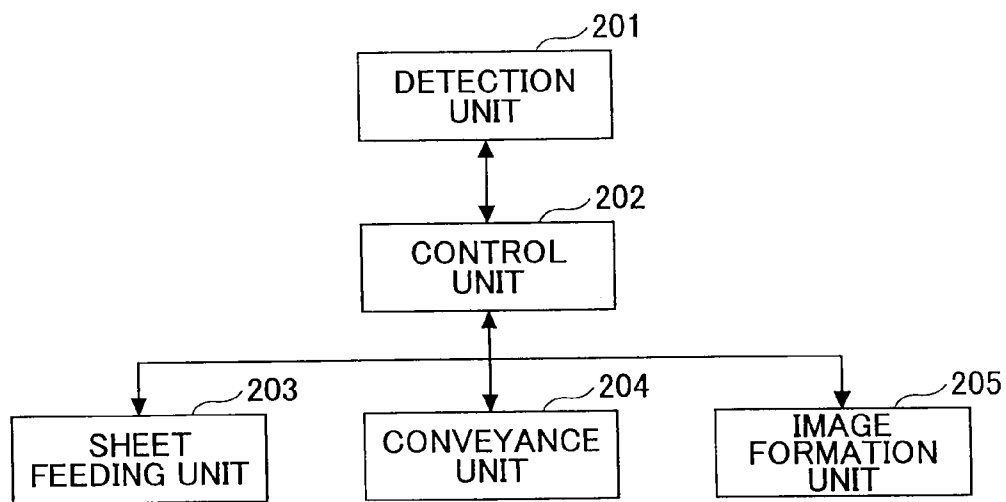 201
DETECTION
UNIT
202
CONTROL
UNIT
203
SHEET
FEEDING UNIT
204
CONVEYANCE
UNIT
205
IMAGE
FORMATION
UNIT